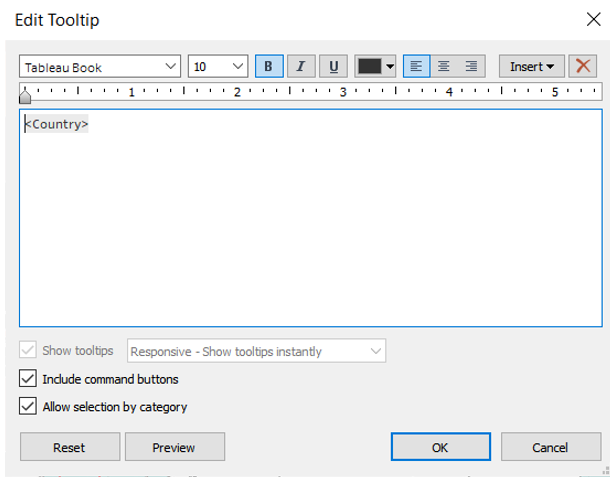 Edit Tooltip
Tableau Book 10 B I U Insert
1 2 3 4 5
<Country>
Show tooltips Responsive - Show tooltips instantly
Include command buttons
Allow selection by category
Reset Preview OK Cancel